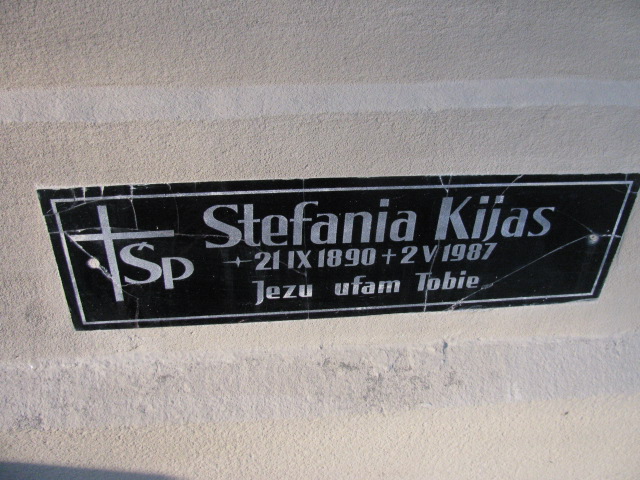 Śp Stefania Kijas
+ 21 IX 1890 + 2 V 1987
Jezu ufam Tobie